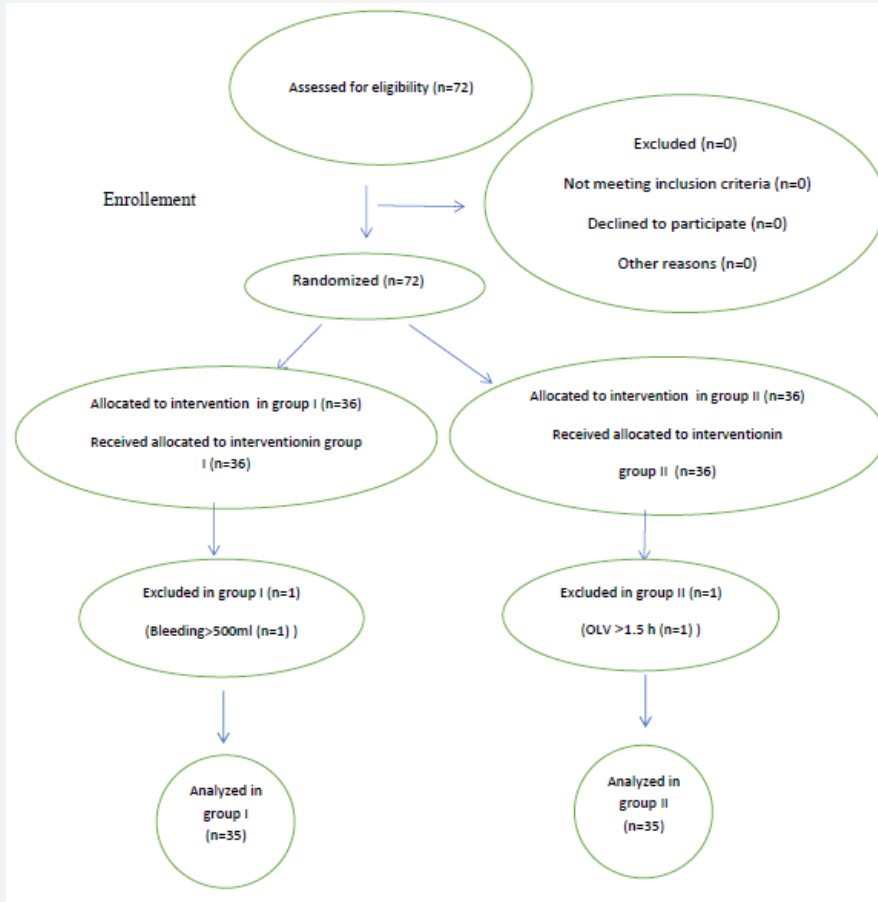 Assessed for eligibility (n=72)
Excluded (n=0)
Not meeting inclusion criteria (n=0)
Declined to participate (n=0)
Other reasons (n=0)
Enrollement
Randomized (n=72)
Allocated to intervention in group I (n=36)
Received allocated to interventionin group
I (n=36)
Allocated to intervention in group II (n=36)
Received allocated to interventionin
group II (n=36)
Excluded in group I (n=1)
(Bleeding>500ml (n=1) )
Excluded in group II (n=1)
(OLV >1.5 h (n=1) )
Analyzed in
group I
(n=35)
Analyzed in
group II
(n=35)